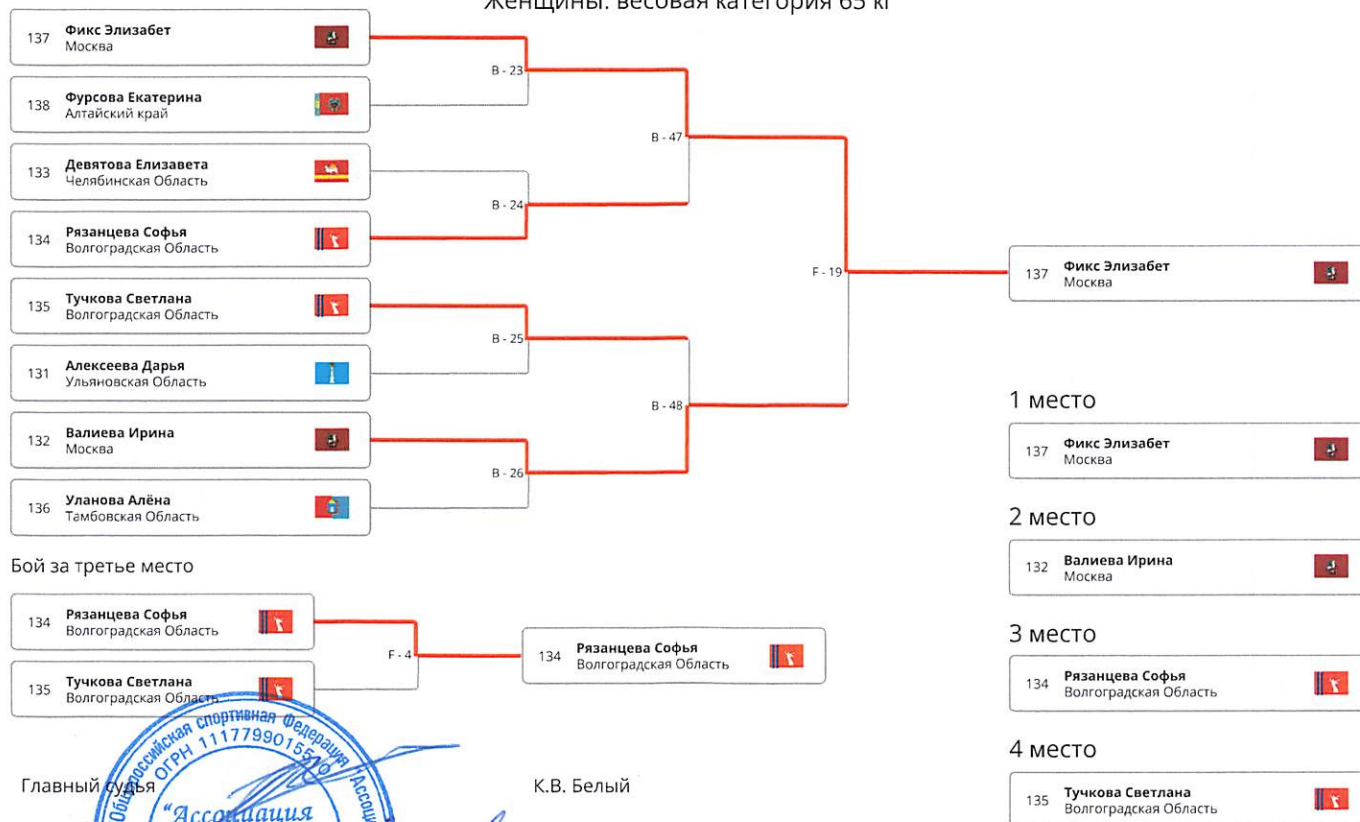 Женщины: весовая категория 65 кг
137 Фикс Элизабет
Москва
138 Фурсова Екатерина
Алтайский край
133 Девятова Елизавета
Челябинская Область
134 Рязанцева Софья
Волгоградская Область
135 Тучкова Светлана
Волгоградская Область
131 Алексеева Дарья
Ульяновская Область
132 Валиева Ирина
Москва
136 Уланова Алёна
Тамбовская Область
B - 23
B - 24
B - 25
B - 26
B - 47
B - 48
F - 19
137 Фикс Элизабет
Москва
Бой за третье место
134 Рязанцева Софья
Волгоградская Область
135 Тучкова Светлана
Волгоградская Область
F - 4
134 Рязанцева Софья
Волгоградская Область
1 место
137 Фикс Элизабет
Москва
2 место
132 Валиева Ирина
Москва
3 место
134 Рязанцева Софья
Волгоградская Область
4 место
135 Тучкова Светлана
Волгоградская Область
Главный судья
К.В. Белый
Общероссийская спортивная Федерация
ОГРН
"Ассоциация